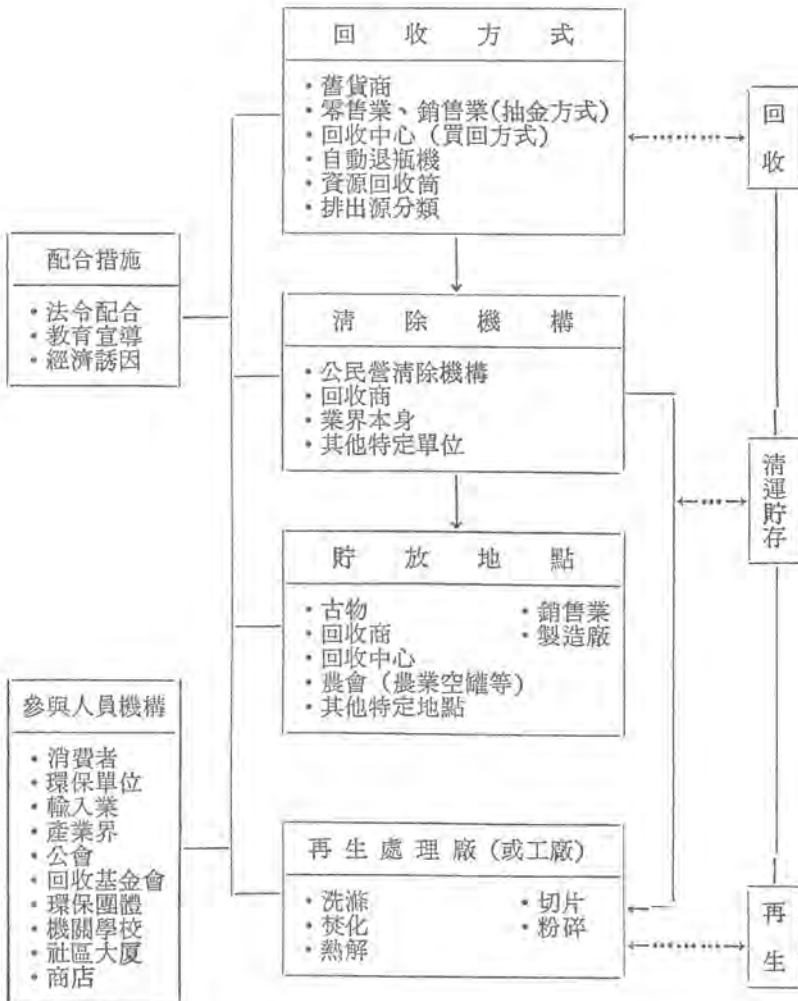 回收方式
・舊貨商
・零售業、銷售業(抽金方式)
・回收中心（買回方式）
・自動退瓶機
・資源回收筒
・排出源分類
回收
配合措施
・法令配合
・教育宣導
・經濟誘因
清除機構
・公民營清除機構
・回收商
・業界本身
・其他特定單位
清運貯存
貯放地點
・古物
・回收商
・回收中心
・農會（農業空罐等）
・其他特定地點
・銷售業
・製造廠
參與人員機構
・消費者
・環保單位
・輸入業
・產業界
・公會
・回收基金會
・環保團體
・機關學校
・社區大厦
・商店
再生處理廠(或工廠)
・洗滌
・焚化
・熱解
・切片
・粉碎
再生